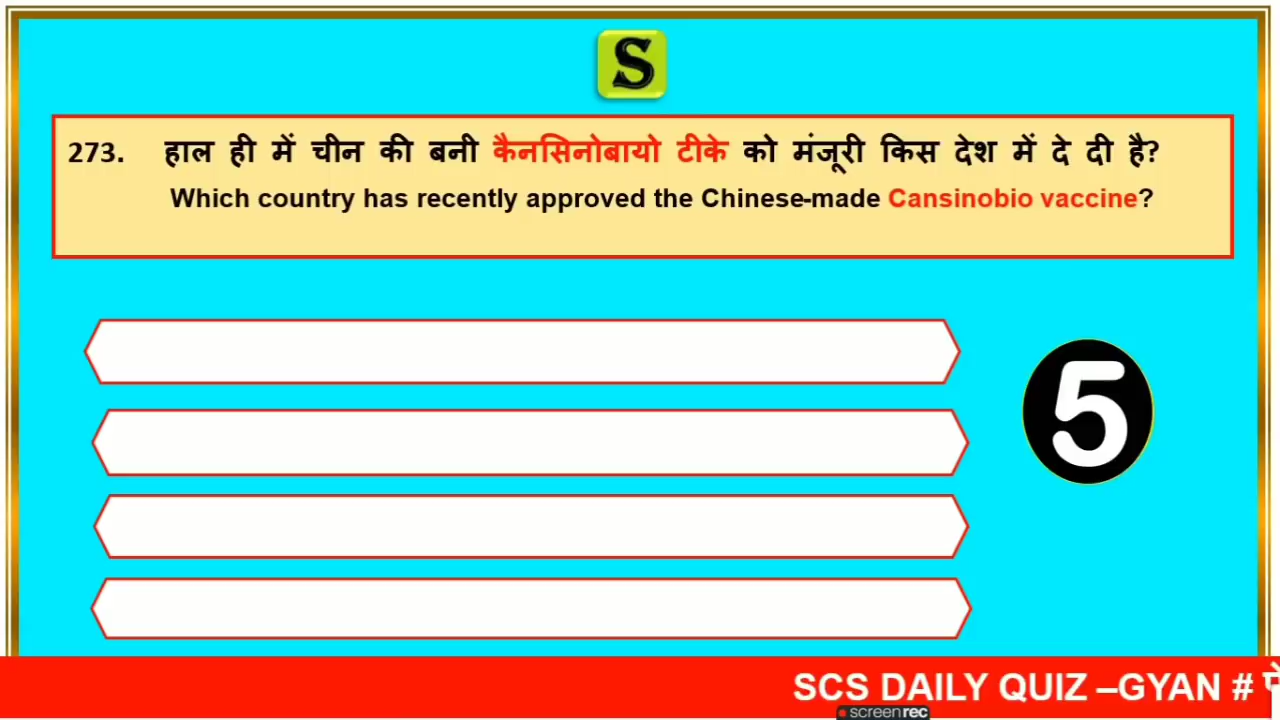 S
273. हाल ही में चीन की बनी कैनसिनोबायो टीके को मंजूरी किस देश में दे दी है?
Which country has recently approved the Chinese-made Cansinobio vaccine?
5
SCS DAILY QUIZ –GYAN #
screenrec